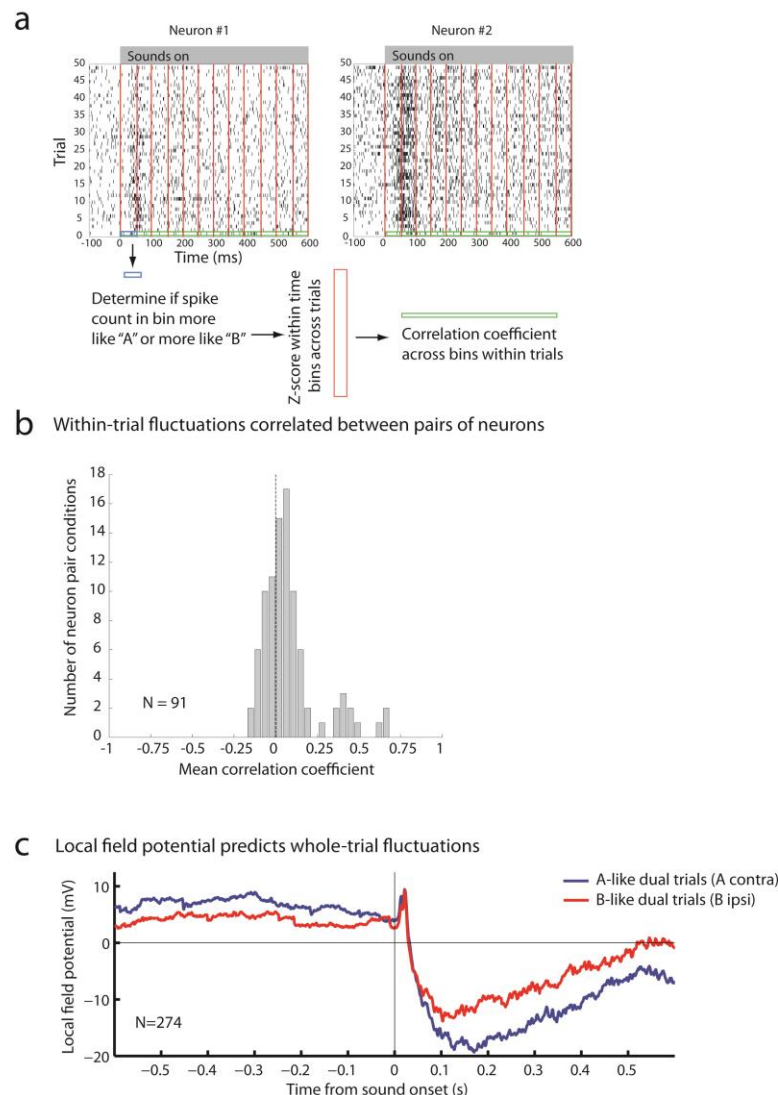 a
Neuron #1
Neuron #2
Sounds on
Sounds on
50
45
40
35
30
25
20
15
10
5
0
Trial
-100 0 100 200 300 400 500 600
Time (ms)
50
45
40
35
30
25
20
15
10
5
0
-100 0 100 200 300 400 500 600
Determine if spike
count in bin more
like “A” or more like “B”
Z-score within time
bins across trials
Correlation coefficient
across bins within trials
b Within-trial fluctuations correlated between pairs of neurons
Number of neuron pair conditions
18
16
14
12
10
8
6
4
2
0
N = 91
-1 -0.75 -0.5 -0.25 0 0.25 0.50 0.75 1
Mean correlation coefficient
c Local field potential predicts whole-trial fluctuations
A-like dual trials (A contra)
B-like dual trials (B ipsi)
Local field potential (mV)
10
0
−10
−20
N=274
−0.5 −0.4 −0.3 −0.2 −0.1 0 0.1 0.2 0.3 0.4 0.5
Time from sound onset (s)